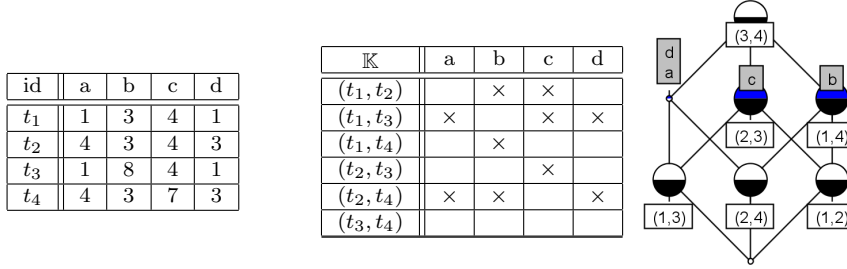 id a b c d
t₁ 1 3 4 1
t₂ 4 3 4 3
t₃ 1 8 4 1
t₄ 4 3 7 3
𝕂 a b c d
(t₁, t₂) × ×
(t₁, t₃) × × ×
(t₁, t₄) ×
(t₂, t₃) ×
(t₂, t₄) × × ×
(t₃, t₄)
(3,4)
d
a
c
b
(2,3)
(1,4)
(1,3)
(2,4)
(1,2)